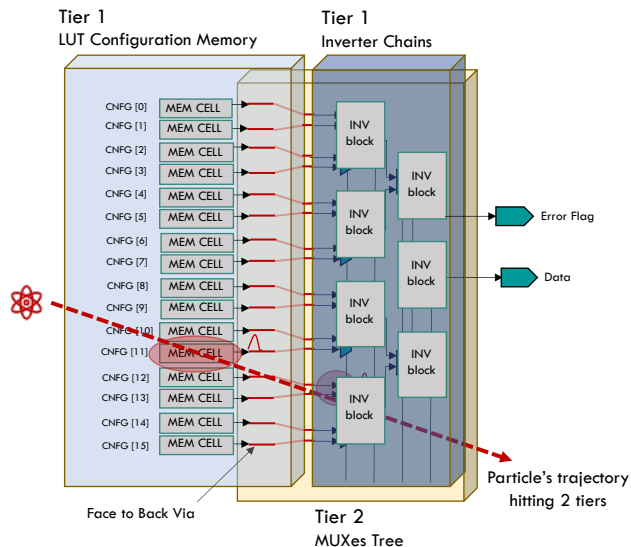 Tier 1
LUT Configuration Memory
Tier 1
Inverter Chains
CNFG [0] MEM CELL
CNFG [1] MEM CELL
CNFG [2] MEM CELL
CNFG [3] MEM CELL
CNFG [4] MEM CELL
CNFG [5] MEM CELL
CNFG [6] MEM CELL
CNFG [7] MEM CELL
CNFG [8] MEM CELL
CNFG [9] MEM CELL
CNFG [10] MEM CELL
CNFG [11] MEM CELL
CNFG [12] MEM CELL
CNFG [13] MEM CELL
CNFG [14] MEM CELL
CNFG [15] MEM CELL
INV
block
INV
block
INV
block
INV
block
INV
block
INV
block
INV
block
Error Flag
Data
Face to Back Via
Particle's trajectory
hitting 2 tiers
Tier 2
MUXes Tree